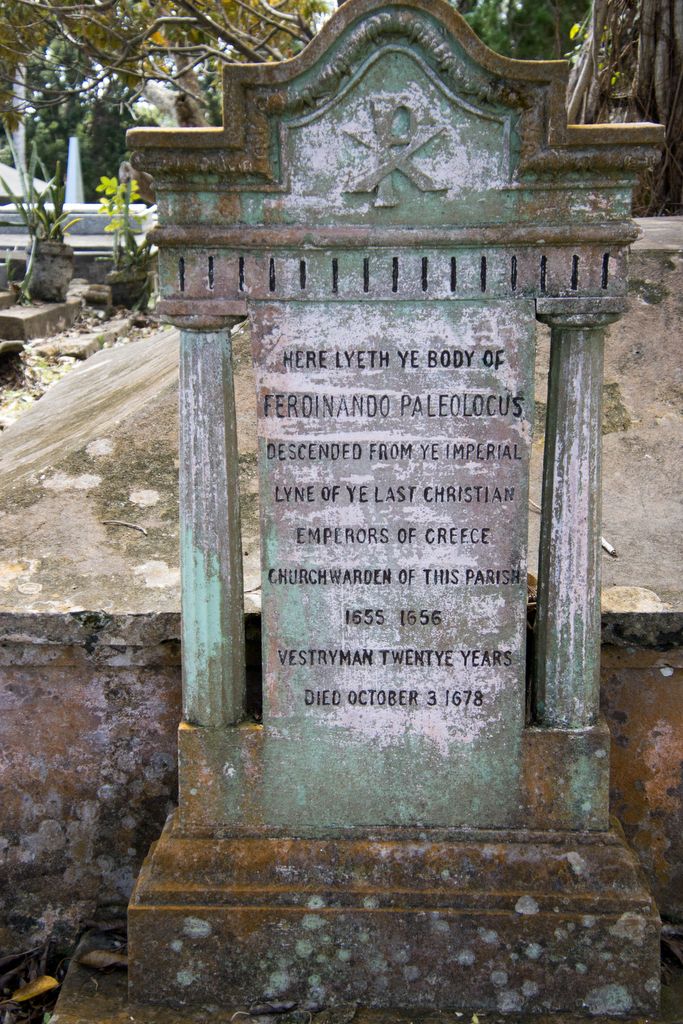 HERE LYETH YE BODY OF
FERDINANDO PALEOLOGUS
DESCENDED FROM YE IMPERIAL
LYNE OF YE LAST CHRISTIAN
EMPERORS OF GREECE
CHURCHWARDEN OF THIS PARISH
1655 1656
VESTRYMAN TWENTYE YEARS
DIED OCTOBER 3 1678